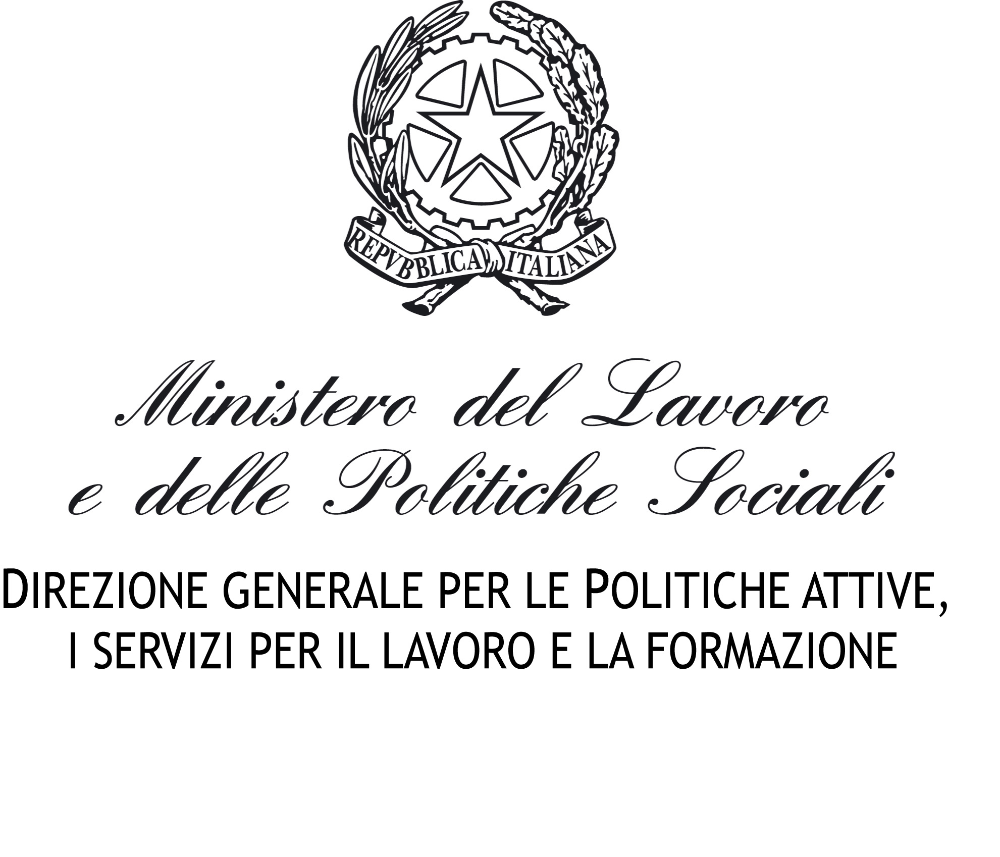 REPVBBLICA ITALIANA
Ministero del Lavoro
e delle Politiche Sociali
DIREZIONE GENERALE PER LE POLITICHE ATTIVE,
I SERVIZI PER IL LAVORO E LA FORMAZIONE